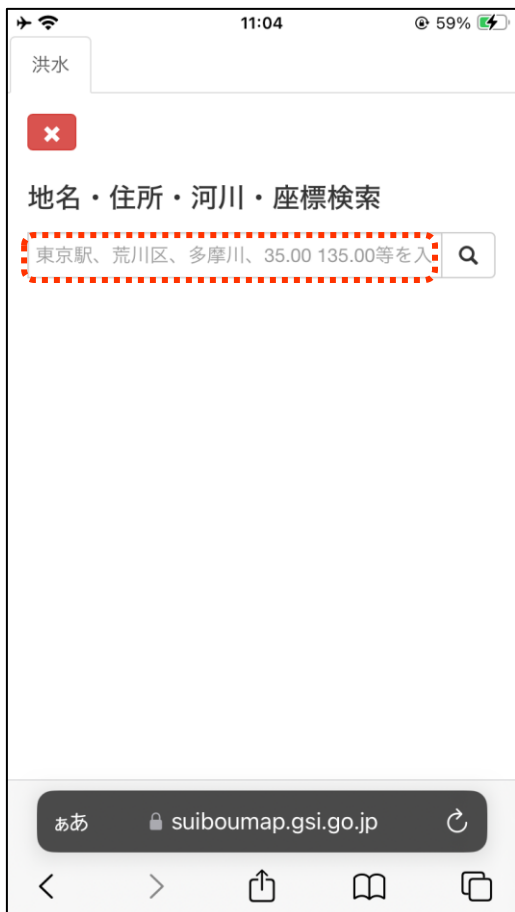 11:04
59%
洪水
地名・住所・河川・座標検索
東京駅、荒川区、多摩川、35.00 135.00等を入
ぁあ
suiboumap.gsi.go.jp